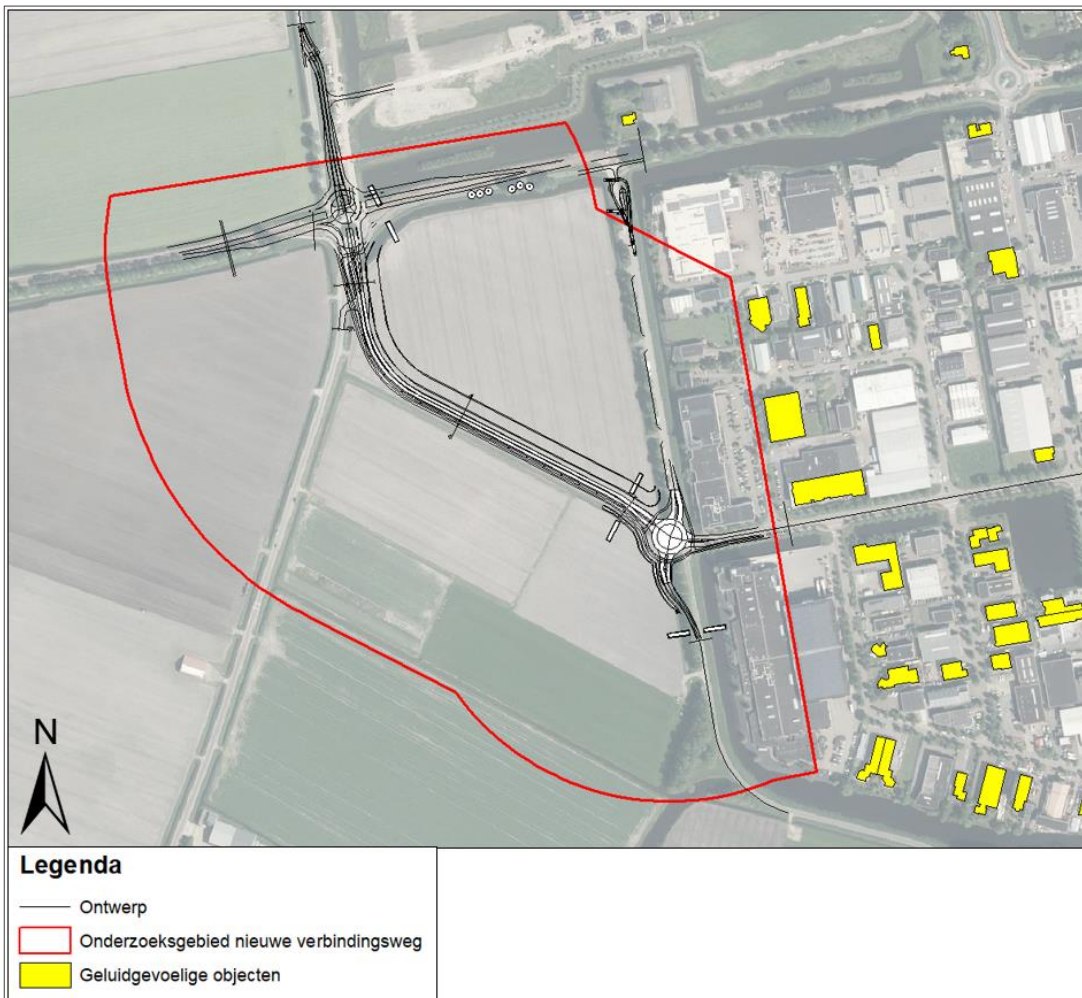 N
Legenda
Ontwerp
Onderzoeksgebied nieuwe verbindingsweg
Geluidgevoelige objecten